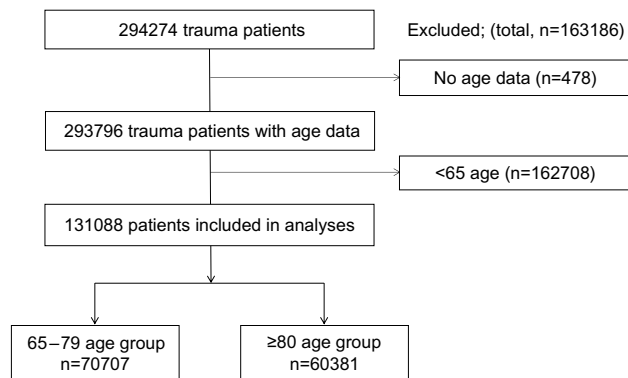 294274 trauma patients
Excluded; (total, n=163186)
No age data (n=478)
293796 trauma patients with age data
<65 age (n=162708)
131088 patients included in analyses
65–79 age group
n=70707
≥80 age group
n=60381